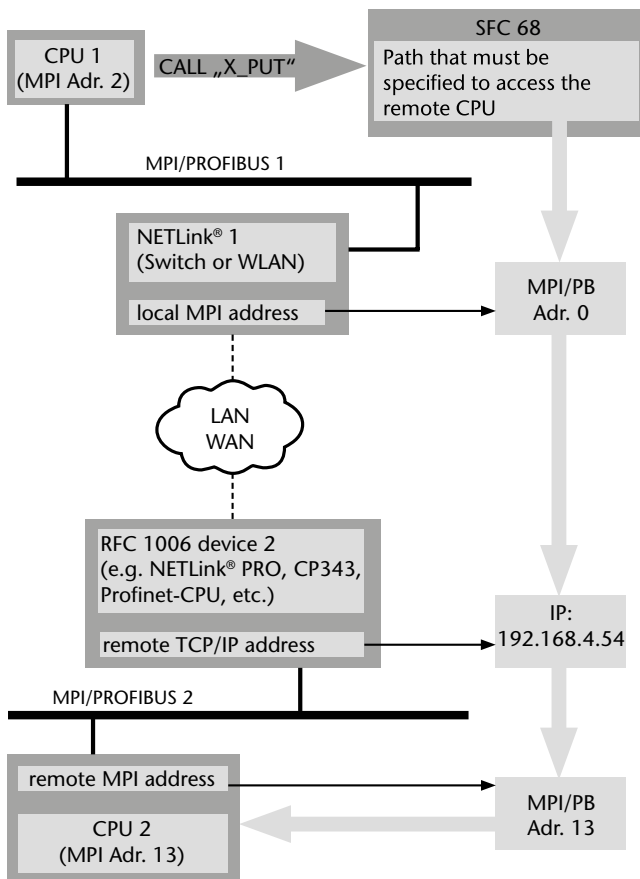 CPU 1
(MPI Adr. 2)
CALL „X_PUT“
SFC 68
Path that must be
specified to access the
remote CPU
MPI/PROFIBUS 1
NETLink® 1
(Switch or WLAN)
local MPI address
MPI/PB
Adr. 0
LAN
WAN
RFC 1006 device 2
(e.g. NETLink® PRO, CP343,
Profinet-CPU, etc.)
remote TCP/IP address
IP:
192.168.4.54
MPI/PROFIBUS 2
remote MPI address
CPU 2
(MPI Adr. 13)
MPI/PB
Adr. 13